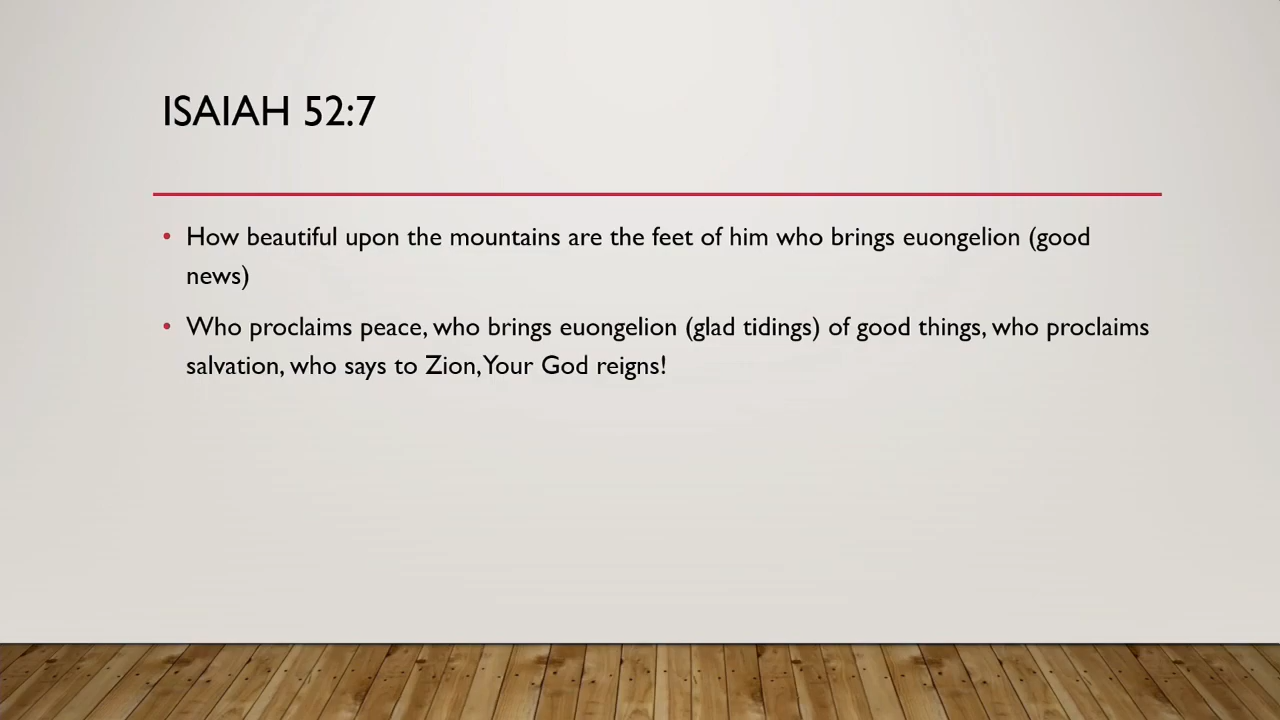 ISAIAH 52:7
• How beautiful upon the mountains are the feet of him who brings euongelion (good
news)
• Who proclaims peace, who brings euongelion (glad tidings) of good things, who proclaims
salvation, who says to Zion, Your God reigns!